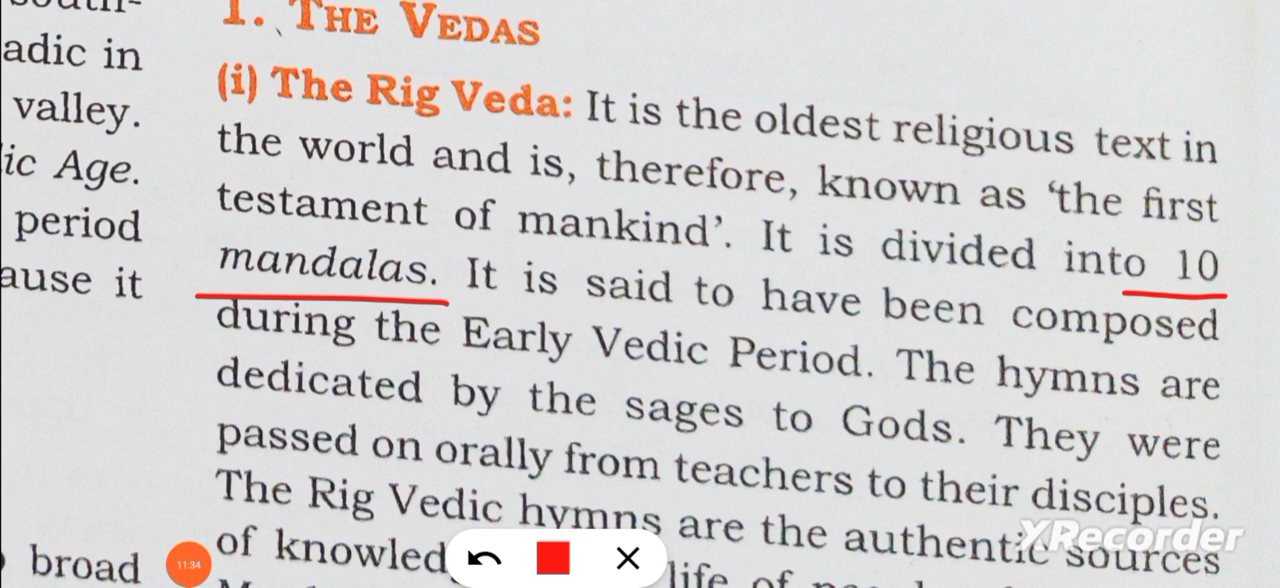 adic in
valley.
ic Age.
period
ause it
broad
1. THE VEDAS
(i) The Rig Veda: It is the oldest religious text in
the world and is, therefore, known as ‘the first
testament of mankind’. It is divided into 10
mandalas. It is said to have been composed
during the Early Vedic Period. The hymns are
dedicated by the sages to Gods. They were
passed on orally from teachers to their disciples.
The Rig Vedic hymns are the authentic sources
of knowled
life of
11:34
XRecorder